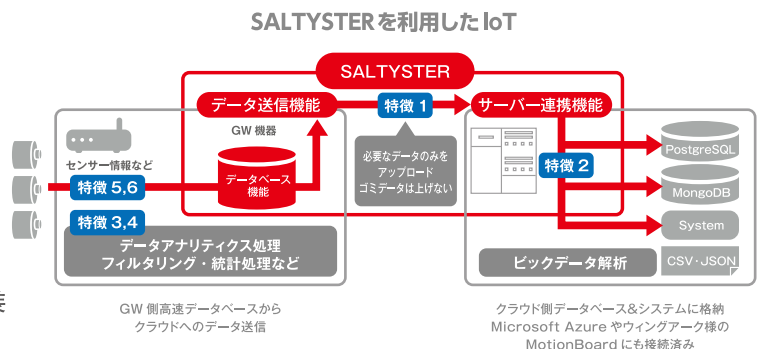 SALTYSTERを利用したIoT
SALTYSTER
データ送信機能
特徴 1
サーバー連携機能
GW 機器
センサー情報など
データベース
機能
必要なデータのみを
アップロード
ゴミデータは上げない
特徴 2
PostgreSQL
MongoDB
System
CSV・JSON
特徴 5,6
特徴 3,4
データアナリティクス処理
フィルタリング・統計処理など
ビックデータ解析
GW 側高速データベースから
クラウドへのデータ送信
クラウド側データベース&システムに格納
Microsoft Azure やウィングアーク様の
MotionBoard にも接続済み